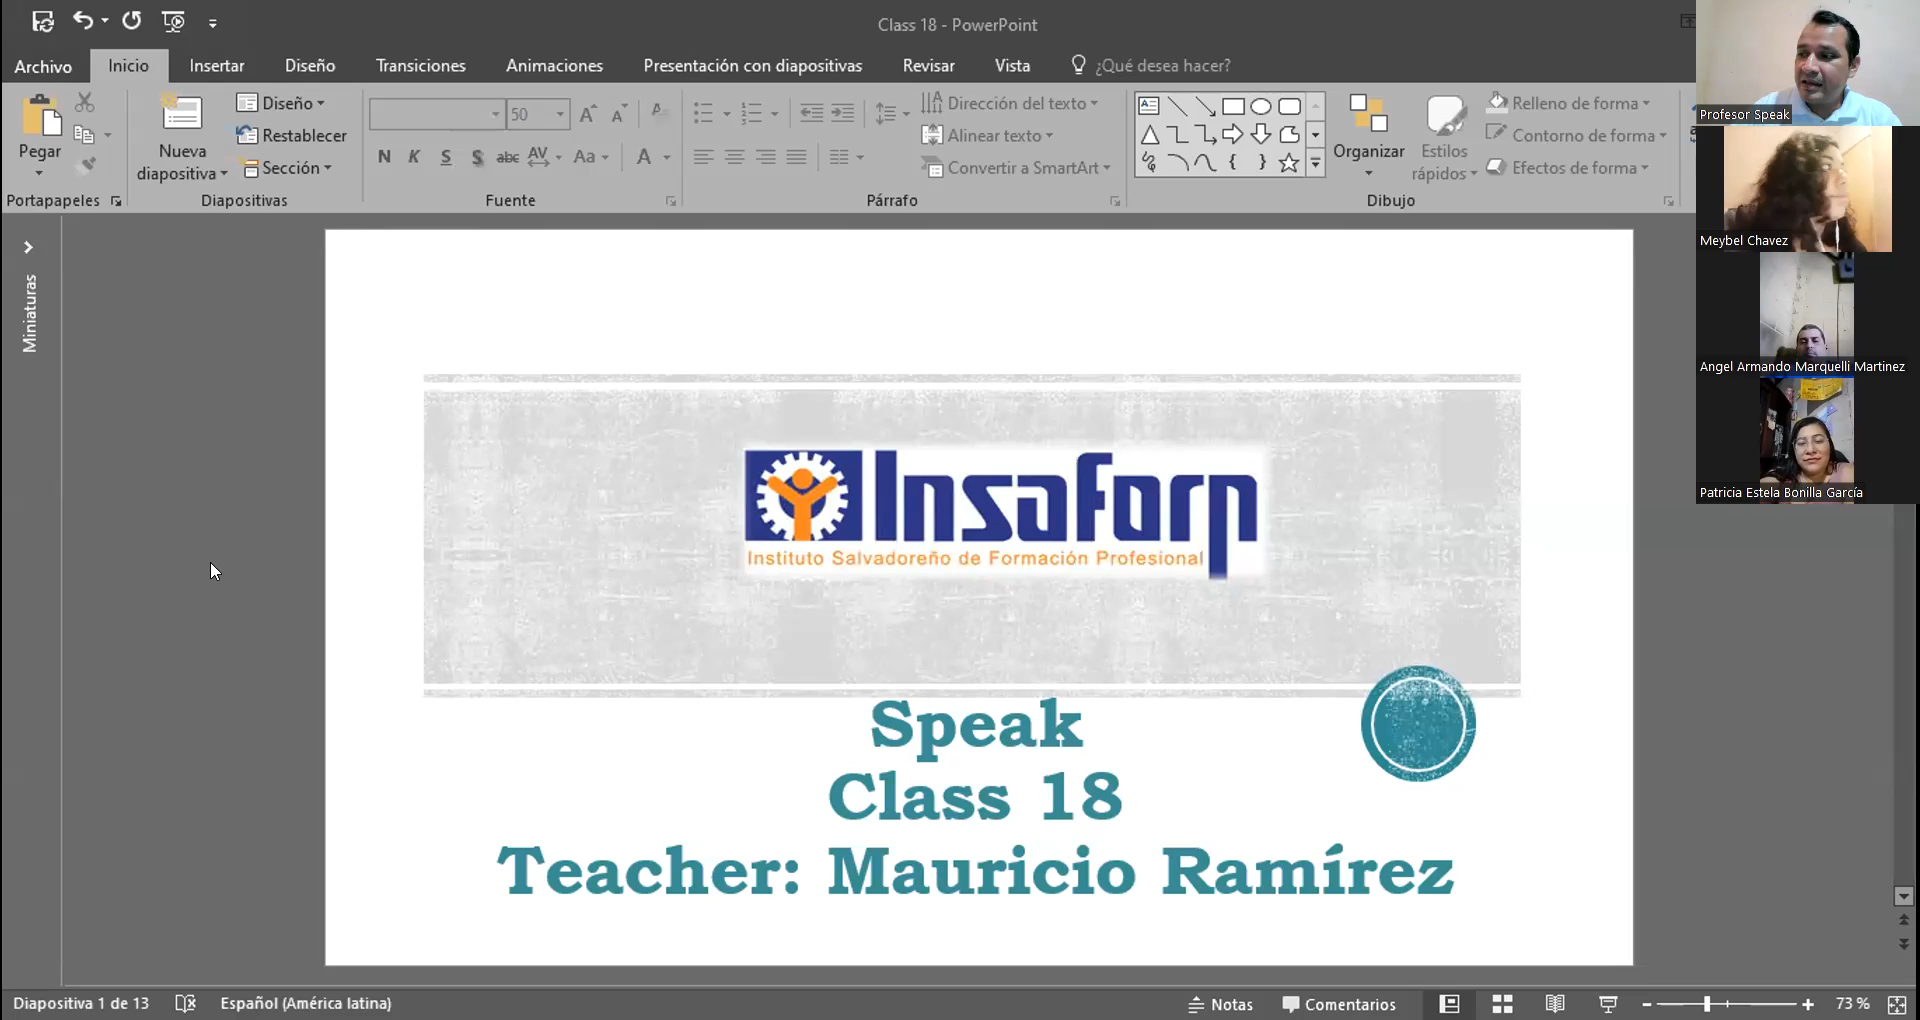 Class 18 - PowerPoint
Archivo
Inicio
Insertar
Diseño
Transiciones
Animaciones
Presentación con diapositivas
Revisar
Vista
¿Qué desea hacer?
Pegar
Portapapeles
Nueva
diapositiva
Diseño
Restablecer
Sección
Diapositivas
50
N K S S abc AV Aa A
Fuente
Dirección del texto
Alinear texto
Convertir a SmartArt
Párrafo
Organizar
Estilos
rápidos
Relleno de forma
Contorno de forma
Efectos de forma
Dibujo
Profesor Speak
Meybel Chavez
Angel Armando Marquelli Martinez
Patricia Estela Bonilla García
Miniaturas
Insaforp
Instituto Salvadoreño de Formación Profesional
Speak
Class 18
Teacher: Mauricio Ramírez
Diapositiva 1 de 13
Español (América latina)
Notas
Comentarios
73 %